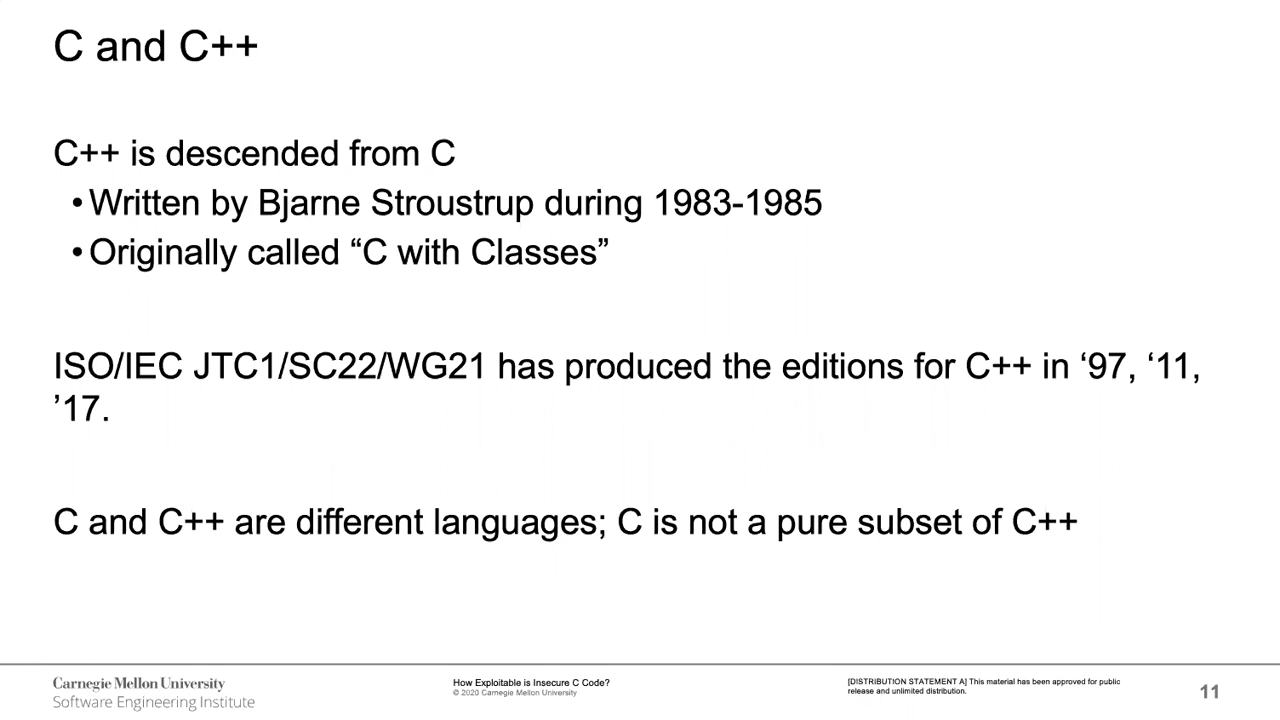 C and C++
C++ is descended from C
•Written by Bjarne Stroustrup during 1983-1985
•Originally called “C with Classes”
ISO/IEC JTC1/SC22/WG21 has produced the editions for C++ in ‘97, ‘11,
’17.
C and C++ are different languages; C is not a pure subset of C++
Carnegie Mellon University
Software Engineering Institute
How Exploitable is Insecure C Code?
© 2020 Carnegie Mellon University
[DISTRIBUTION STATEMENT A] This material has been approved for public
release and unlimited distribution.
11